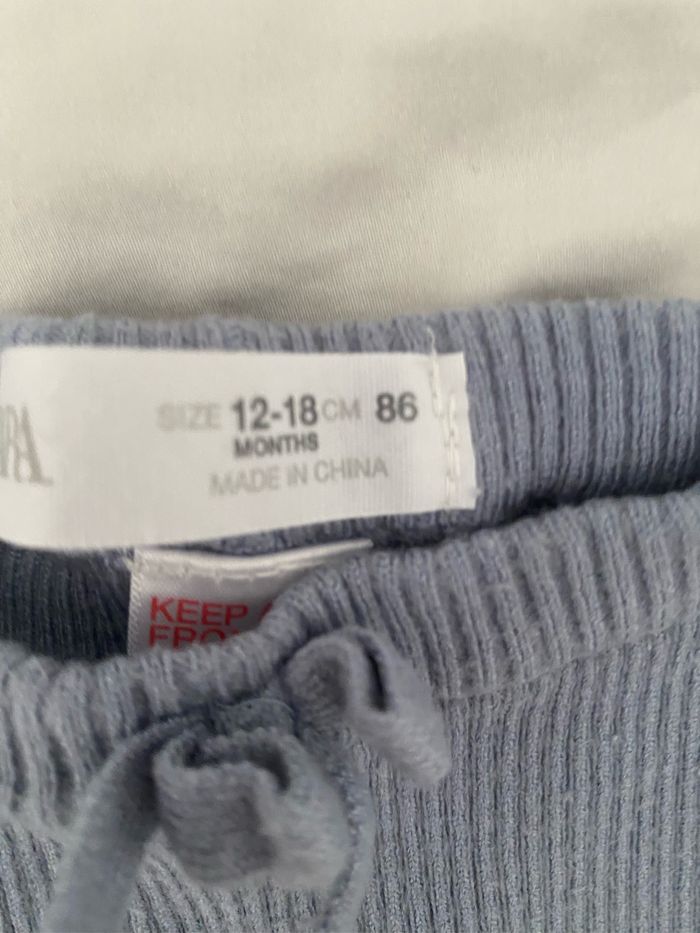 SIZE 12-18 CM 86
MONTHS
MADE IN CHINA
KEEP